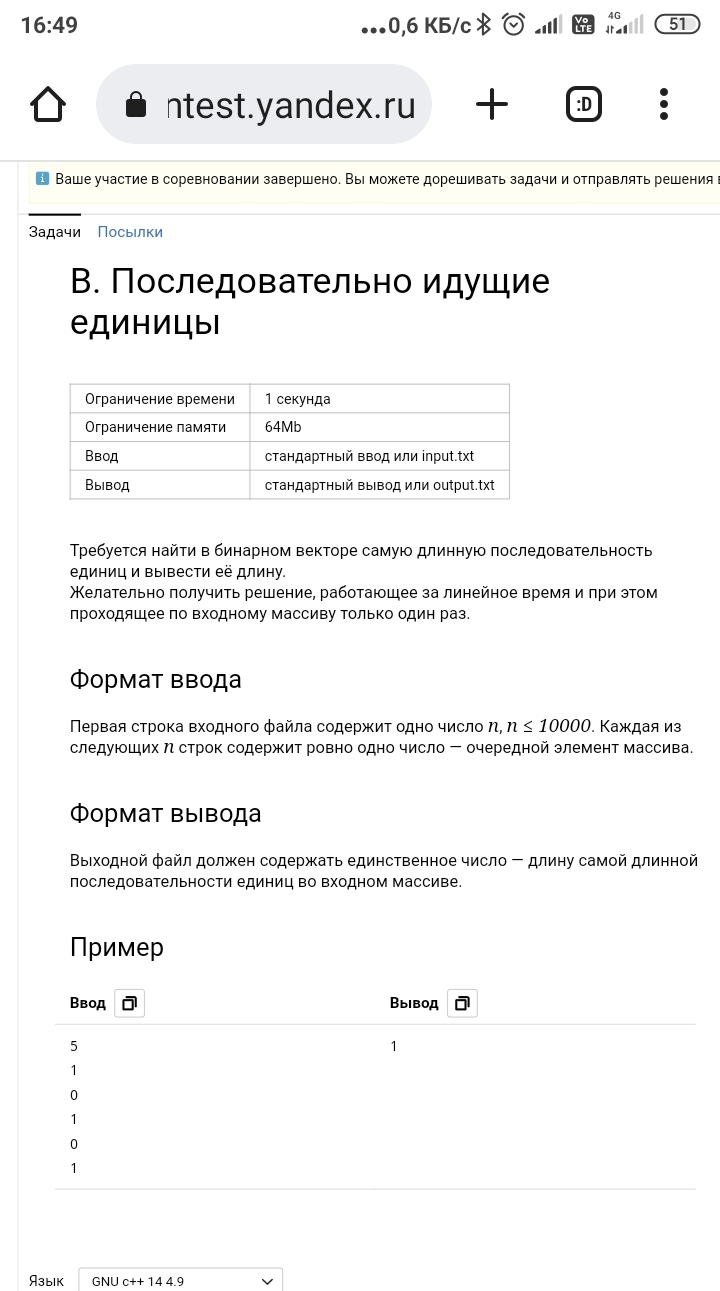 16:49
...0,6 КБ/с
Vo LTE
4G
51
ntest.yandex.ru
:D
Ваше участие в соревновании завершено. Вы можете дорешивать задачи и отправлять решения в
Задачи Посылки
B. Последовательно идущие
единицы
Ограничение времени 1 секунда
Ограничение памяти 64Mb
Ввод стандартный ввод или input.txt
Вывод стандартный вывод или output.txt
Требуется найти в бинарном векторе самую длинную последовательность
единиц и вывести её длину.
Желательно получить решение, работающее за линейное время и при этом
проходящее по входному массиву только один раз.
Формат ввода
Первая строка входного файла содержит одно число n, n ≤ 10000. Каждая из
следующих n строк содержит ровно одно число — очередной элемент массива.
Формат вывода
Выходной файл должен содержать единственное число — длину самой длинной
последовательности единиц во входном массиве.
Пример
Ввод Вывод
5 1
1
0
1
0
1
Язык GNU c++ 14 4.9